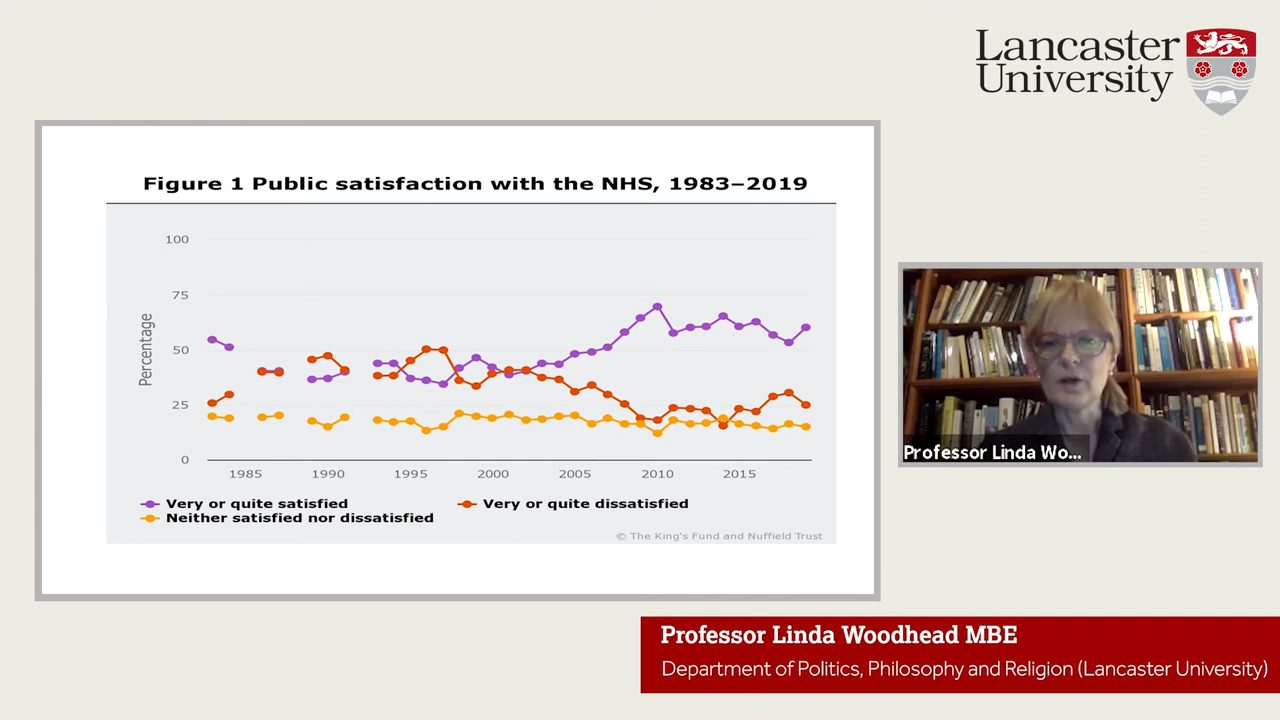 Lancaster
University
Figure 1 Public satisfaction with the NHS, 1983–2019
100
75
50
25
0
Percentage
1985 1990 1995 2000 2005 2010 2015
Very or quite satisfied Very or quite dissatisfied
Neither satisfied nor dissatisfied
© The King's Fund and Nuffield Trust
Professor Linda Wo...
Professor Linda Woodhead MBE
Department of Politics, Philosophy and Religion (Lancaster University)